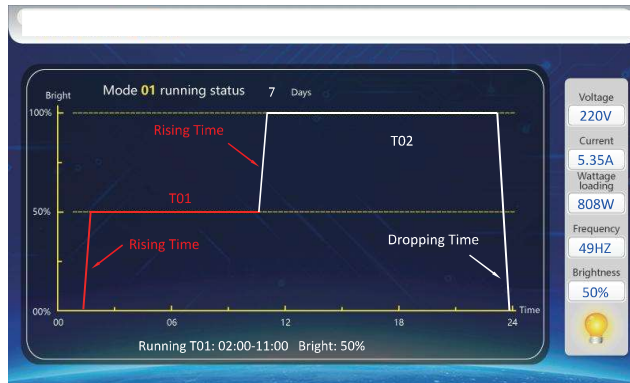 Bright
Mode 01 running status 7 Days
100%
Rising Time
T02
T01
50%
Rising Time
Dropping Time
00%
Time
00 06 12 18 24
Running T01: 02:00-11:00 Bright: 50%
Voltage
220V
Current
5.35A
Wattage
loading
808W
Frequency
49HZ
Brightness
50%